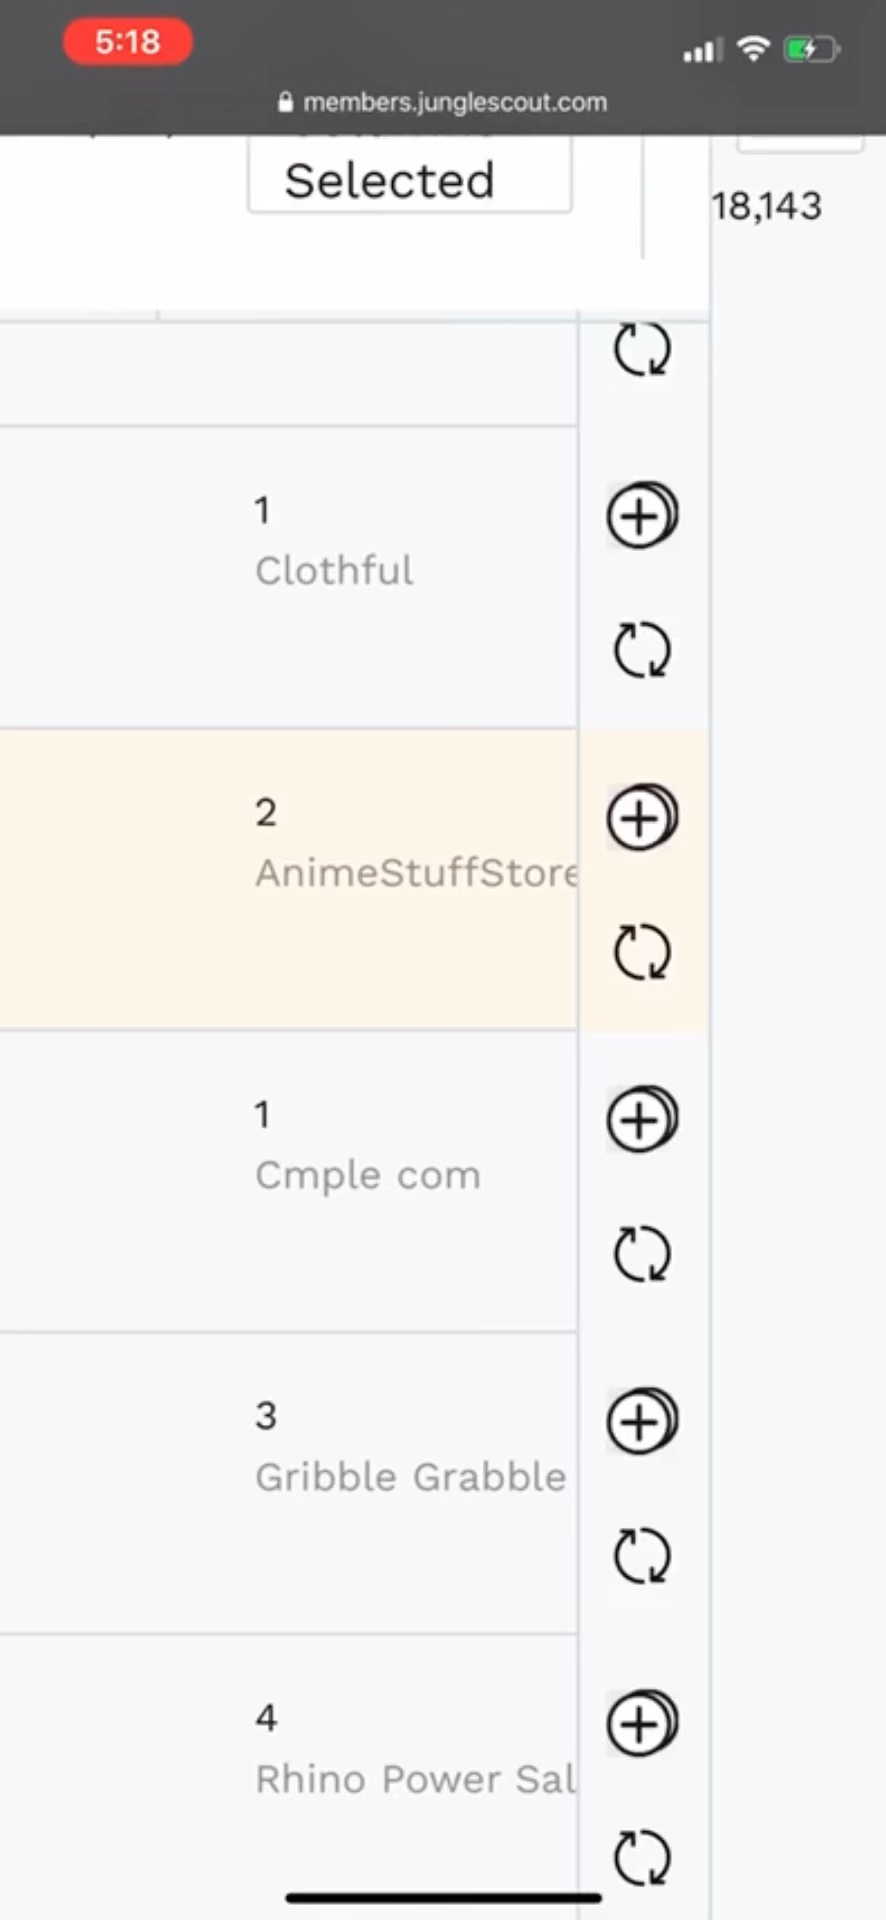 5:18
members.junglescout.com
Selected
18,143
1
Clothful
2
AnimeStuffStore
1
Cmple com
3
Gribble Grabble
4
Rhino Power Sal